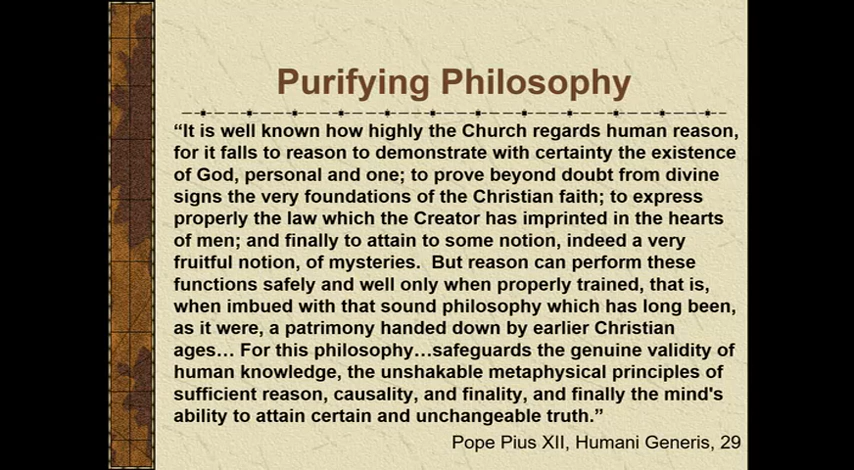 Purifying Philosophy
“It is well known how highly the Church regards human reason,
for it falls to reason to demonstrate with certainty the existence
of God, personal and one; to prove beyond doubt from divine
signs the very foundations of the Christian faith; to express
properly the law which the Creator has imprinted in the hearts
of men; and finally to attain to some notion, indeed a very
fruitful notion, of mysteries.  But reason can perform these
functions safely and well only when properly trained, that is,
when imbued with that sound philosophy which has long been,
as it were, a patrimony handed down by earlier Christian
ages… For this philosophy…safeguards the genuine validity of
human knowledge, the unshakable metaphysical principles of
sufficient reason, causality, and finality, and finally the mind's
ability to attain certain and unchangeable truth.”
Pope Pius XII, Humani Generis, 29